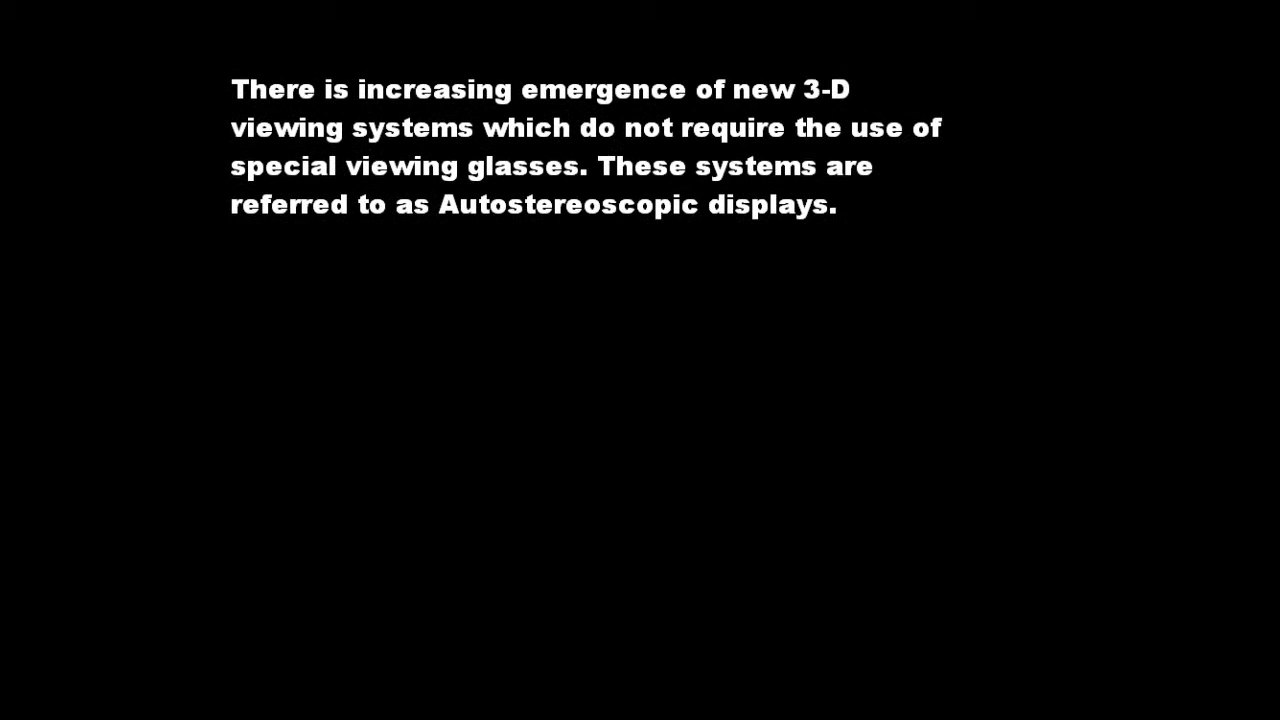 There is increasing emergence of new 3-D
viewing systems which do not require the use of
special viewing glasses. These systems are
referred to as Autostereoscopic displays.